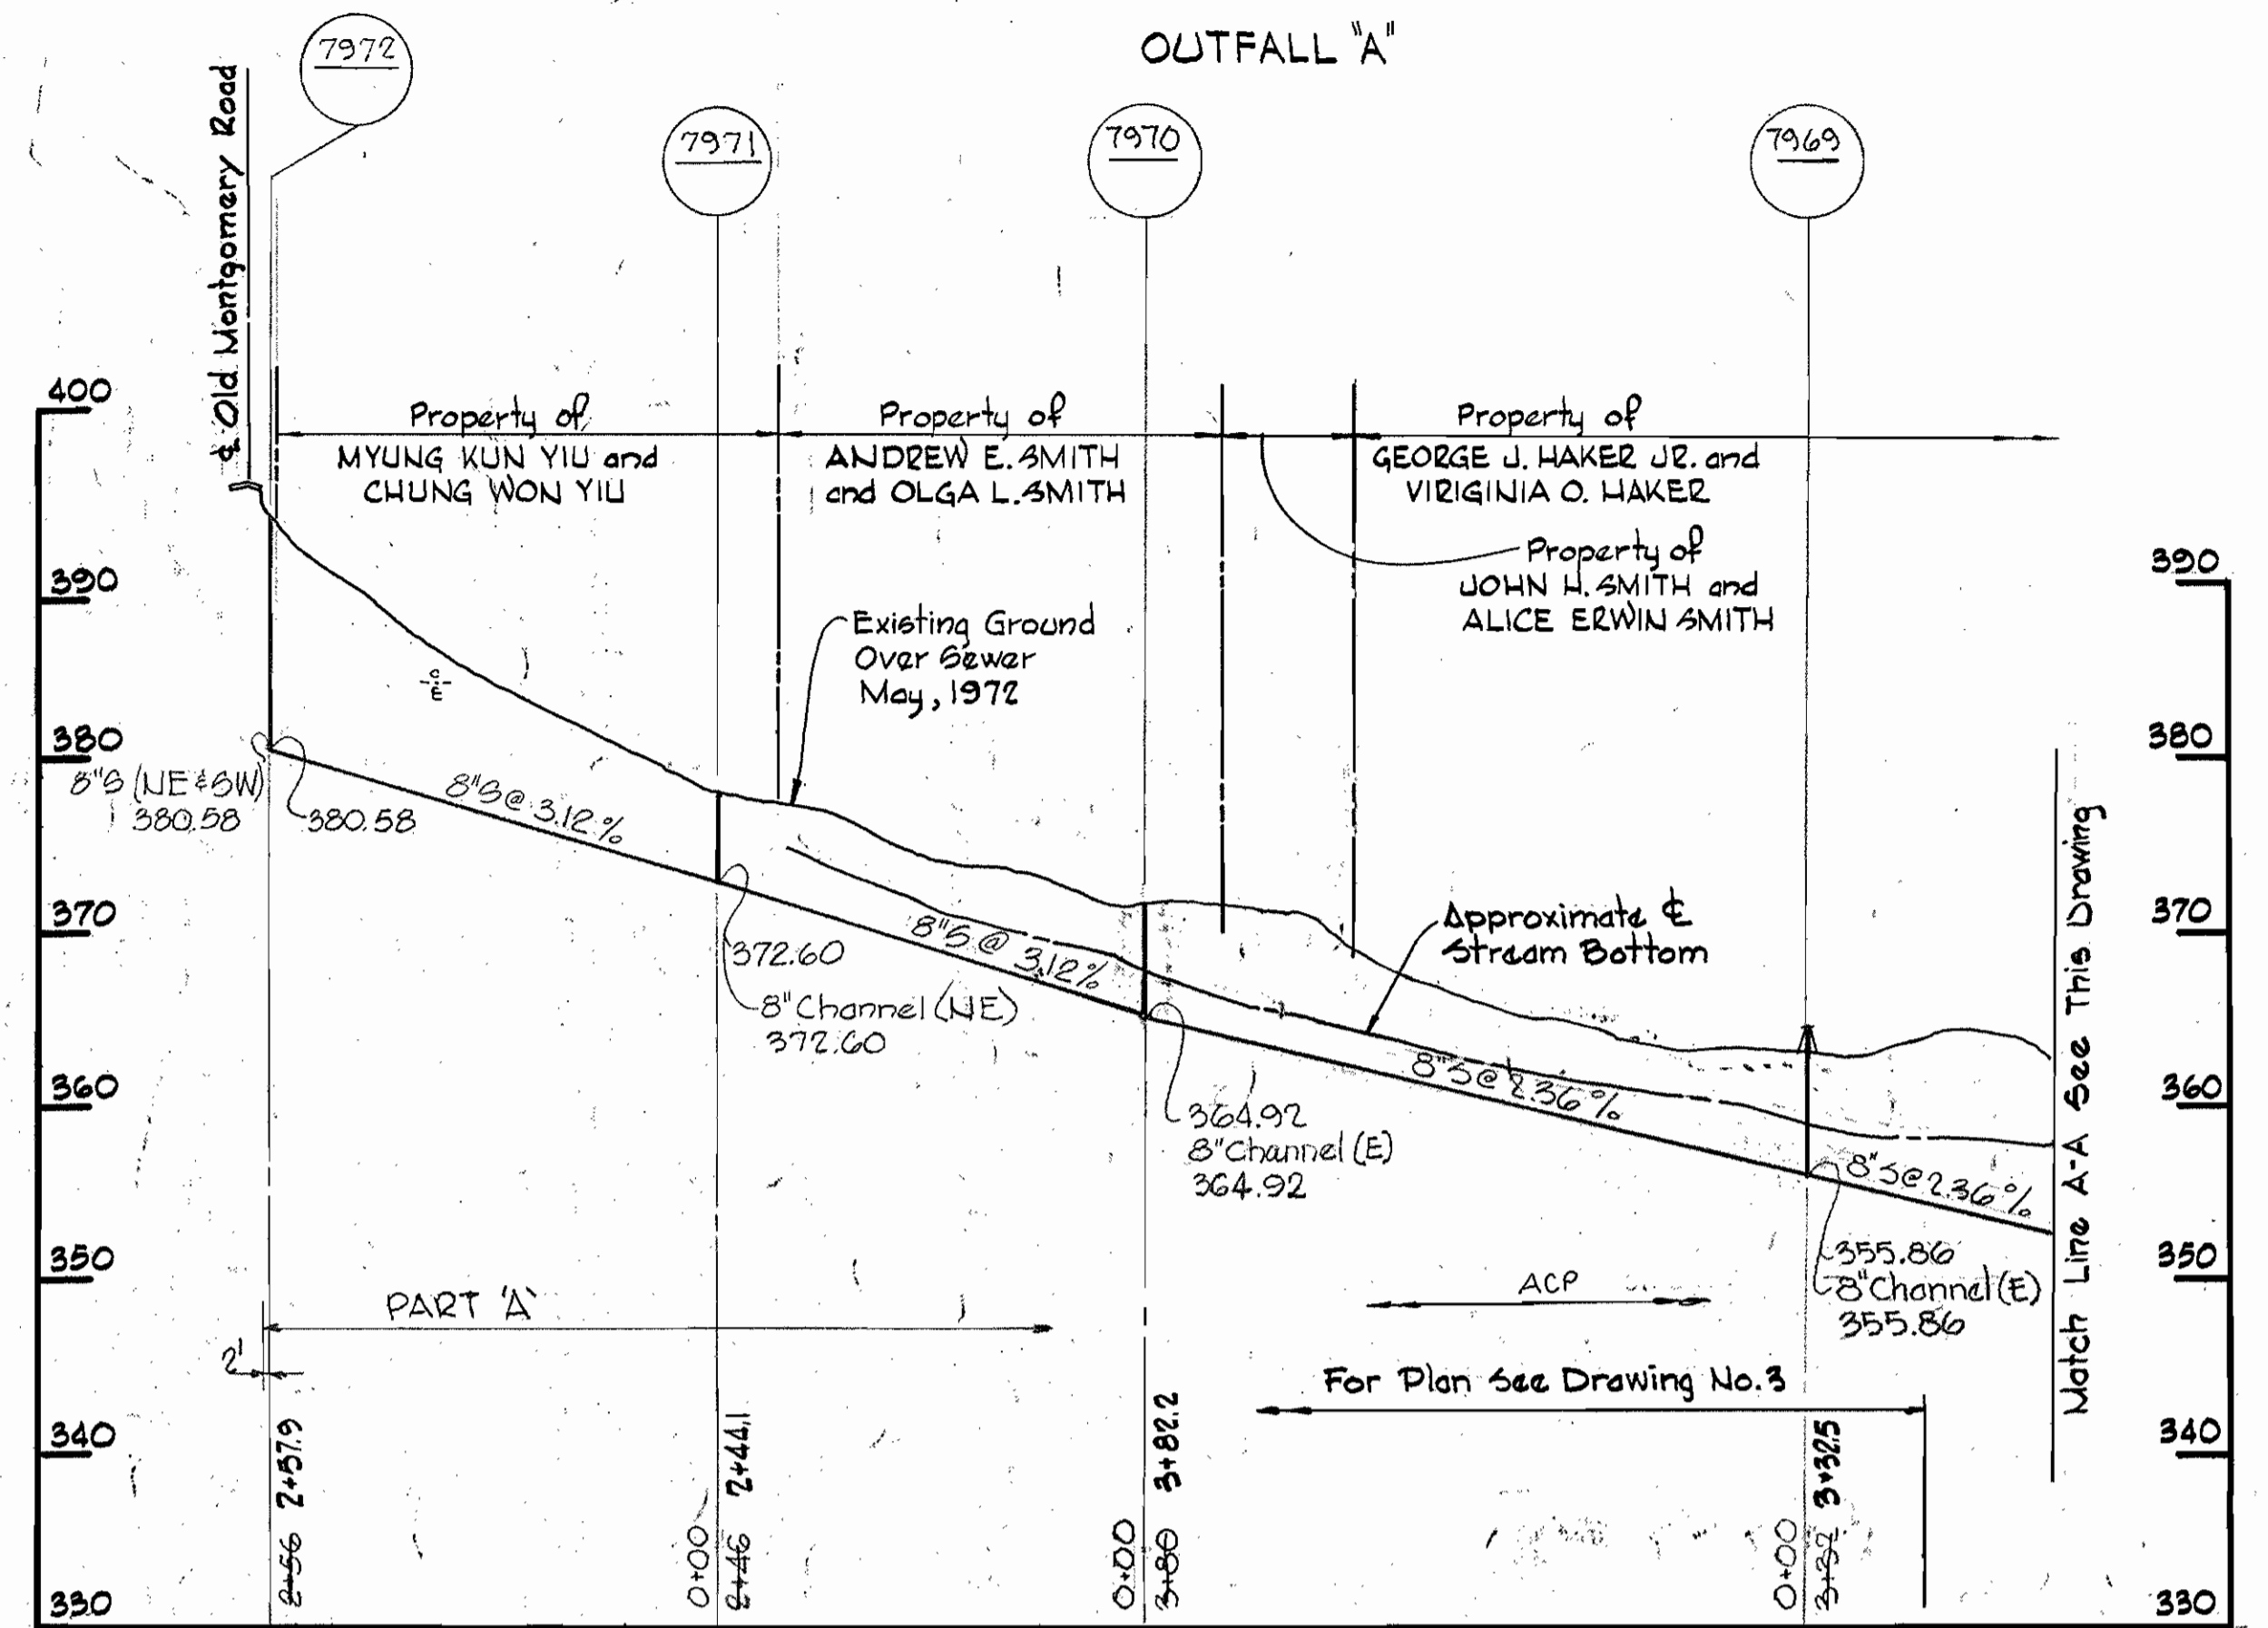 OUTFALL "A"
7972
7971
7970
7969
℄ Old Montgomery Road
400
390
380
370
360
350
340
330
Property of
MYUNG KUN YIU and
CHUNG WON YIU
Property of
ANDREW E. SMITH
and OLGA L. SMITH
Property of
GEORGE J. HAKER JR. and
VIRIGINIA O. HAKER
Property of
JOHN H. SMITH and
ALICE ERWIN SMITH
Existing Ground
Over Sewer
May, 1972
C
E
8"S (NE & SW)
380.58
380.58
8"S @ 3.12 %
372.60
8" Channel (NE)
372.60
8"S @ 3.12%
Approximate ℄
Stream Bottom
364.92
8" Channel (E)
364.92
8"S @ 2.36 %
8"S @ 2.36 %
355.86
8" Channel (E)
355.86
ACP
PART 'A'
2'
For Plan See Drawing No. 3
Match Line A-A See This Drawing
2+56 2+57.9
0+00
2+46 2+44.1
0+00
3+80 3+82.2
0+00
3+32 3+32.5
390
380
370
360
350
340
330